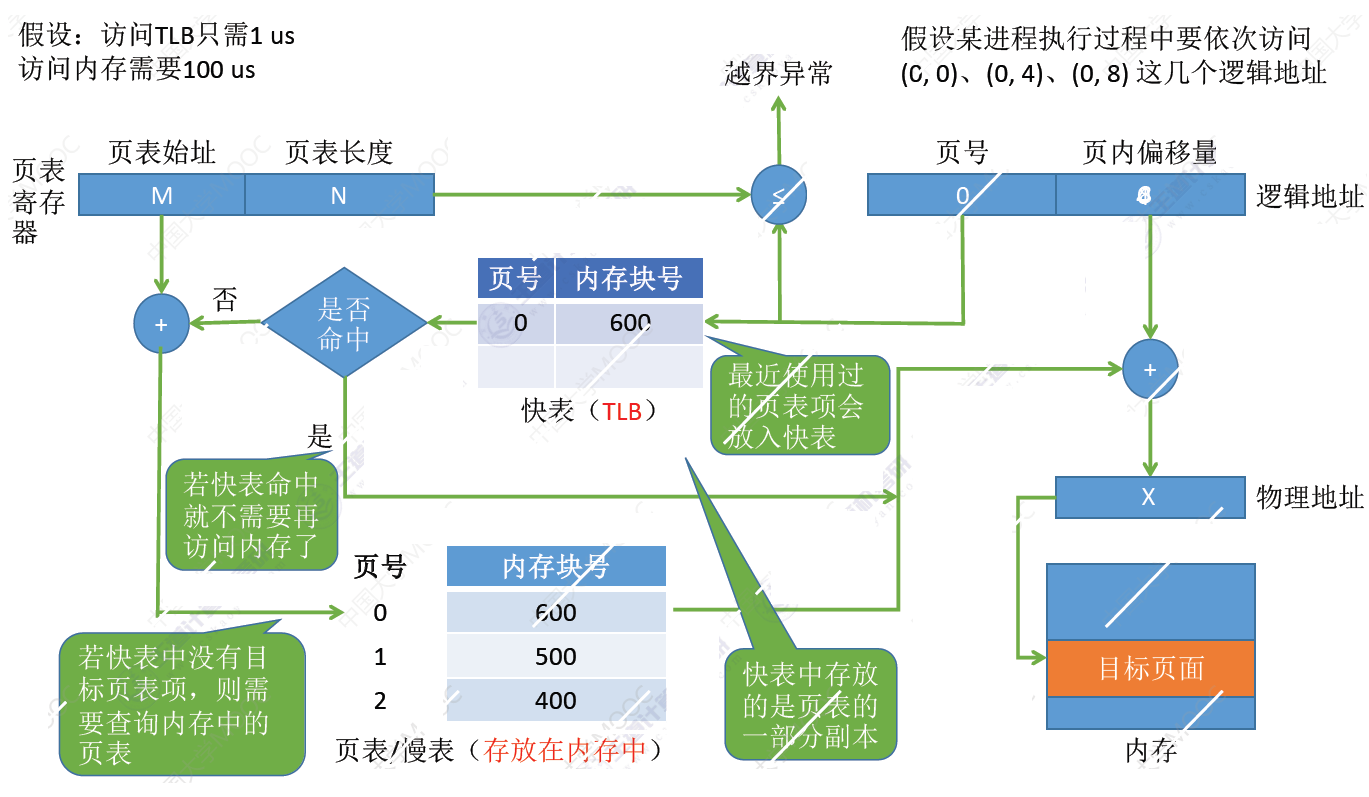 假设：访问TLB只需1 us
访问内存需要100 us
假设某进程执行过程中要依次访问
(0, 0)、(0, 4)、(0, 8) 这几个逻辑地址
越界异常
页表始址
页表长度
页号
页内偏移量
页表
寄存
器
M
N
≤
0
逻辑地址
页号
内存块号
0
600
是否
命中
否
+
+
快表（TLB）
最近使用过
的页表项会
放入快表
是
若快表命中
就不需要再
访问内存了
X
物理地址
页号
内存块号
0
600
1
500
2
400
页表/慢表（存放在内存中）
若快表中没有目
标页表项，则需
要查询内存中的
页表
快表中存放
的是页表的
一部分副本
目标页面
内存